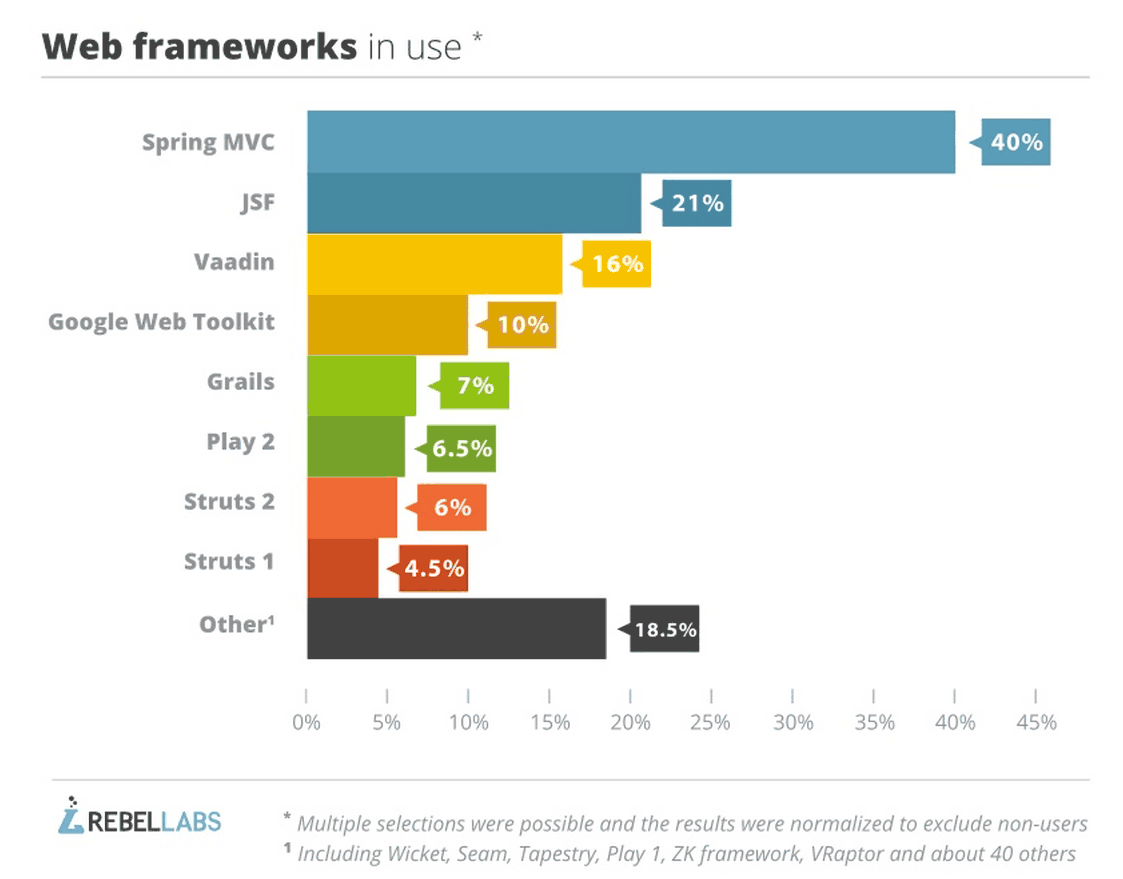 Web frameworks in use *
Spring MVC 40%
JSF 21%
Vaadin 16%
Google Web Toolkit 10%
Grails 7%
Play 2 6.5%
Struts 2 6%
Struts 1 4.5%
Other¹ 18.5%
0% 5% 10% 15% 20% 25% 30% 35% 40% 45%
REBELLABS
* Multiple selections were possible and the results were normalized to exclude non-users
¹ Including Wicket, Seam, Tapestry, Play 1, ZK framework, VRaptor and about 40 others